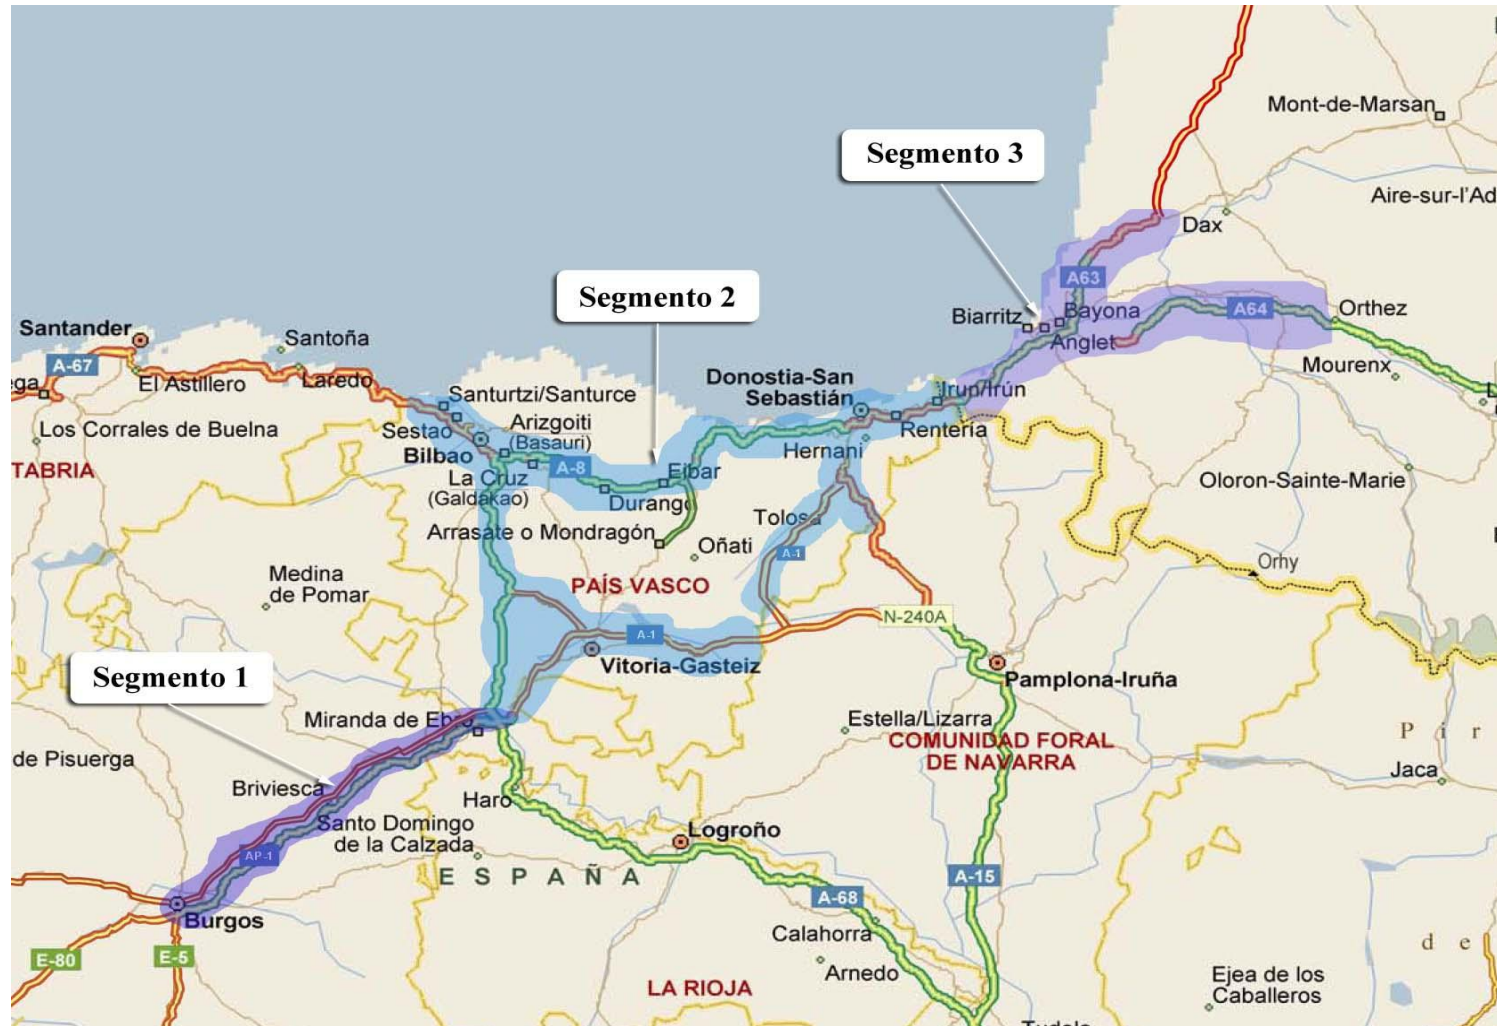 Mont-de-Marsan
Segmento 3
Aire-sur-l'Ad
Dax
A63
Segmento 2
Biarritz
Bayona
A64
Orthez
Anglet
Santander
Santoña
A-67
Mourenx
ega
El Astillero
Laredo
Donostia-San
Sebastián
Irun/Irún
Santurtzi/Santurce
Arizgoiti
(Basauri)
Los Corrales de Buelna
Sestao
Rentería
Bilbao
Hernani
TABRIA
La Cruz
(Galdakao)
A-8
Eibar
Oloron-Sainte-Marie
Durango
Arrasate o Mondragón
Tolosa
Oñati
A-1
Orhy
Medina
de Pomar
PAÍS VASCO
N-240A
A-1
Vitoria-Gasteiz
Segmento 1
Pamplona-Iruña
Miranda de Ebro
Estella/Lizarra
COMUNIDAD FORAL
DE NAVARRA
P i r
de Pisuerga
Jaca
Briviesca
Haro
Santo Domingo
de la Calzada
Logroño
AP-1
ESPAÑA
A-15
A-68
Burgos
Calahorra
d e
E-80
E-5
Arnedo
Ejea de los
Caballeros
LA RIOJA
Tudela